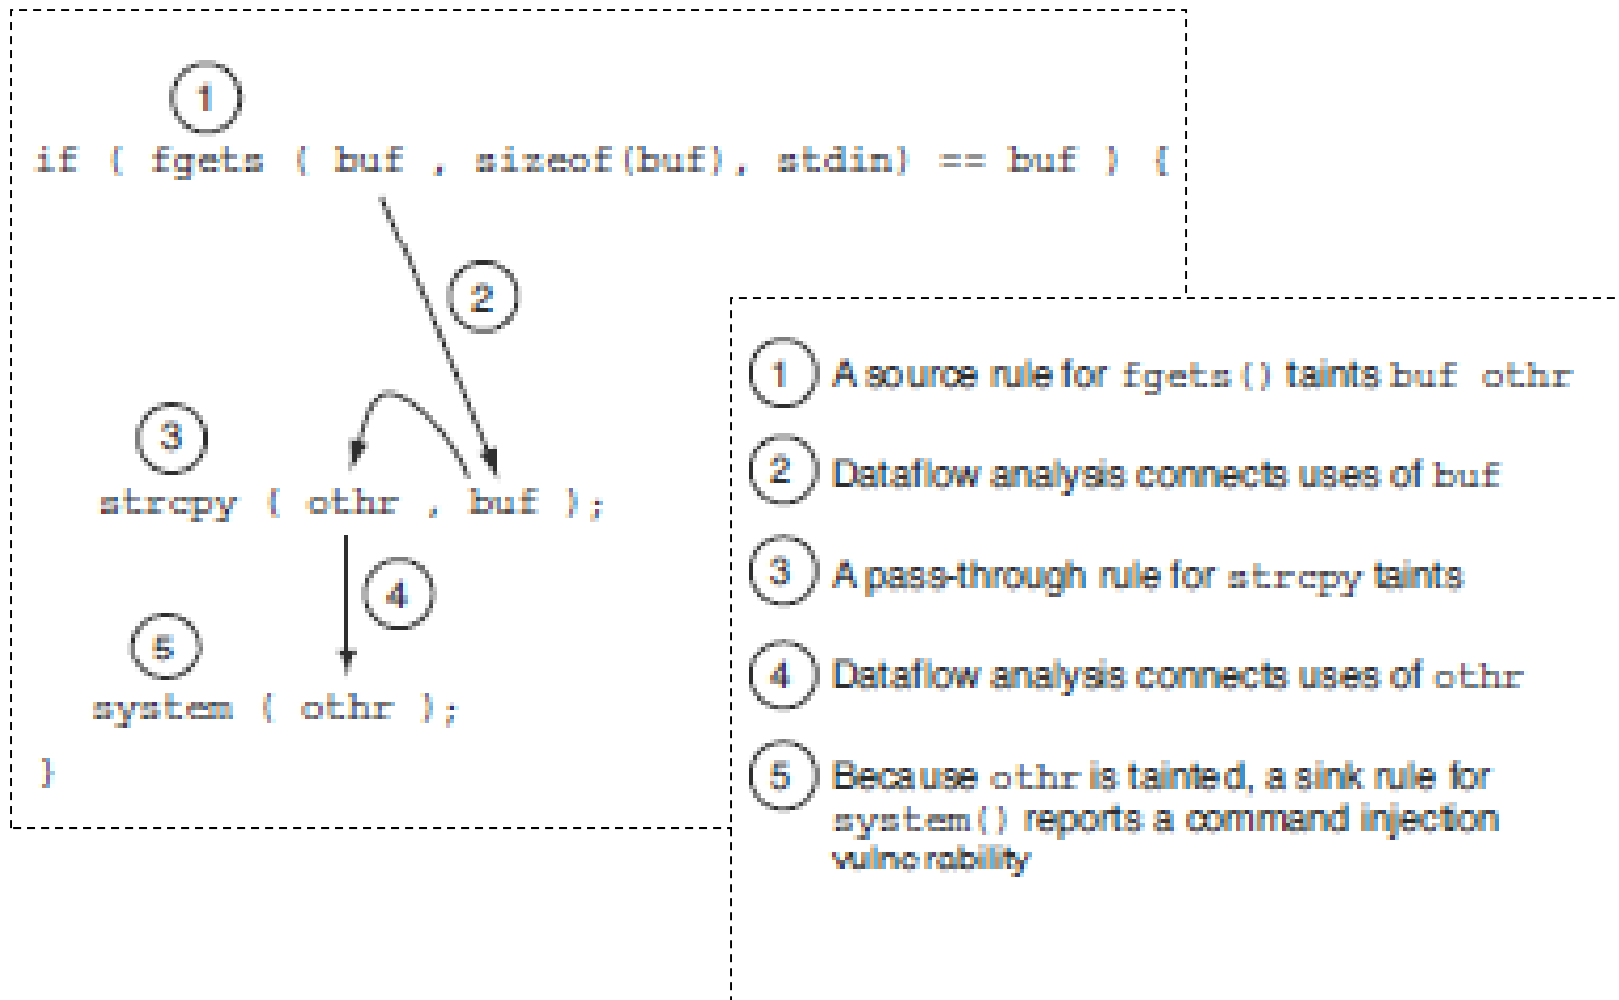 1
if ( fgets ( buf , sizeof(buf), stdin) == buf ) {
2
3
strcpy ( othr , buf );
4
5
system ( othr );
}
1 A source rule for fgets() taints buf othr
2 Dataflow analysis connects uses of buf
3 A pass-through rule for strcpy taints
4 Dataflow analysis connects uses of othr
5 Because othr is tainted, a sink rule for
system() reports a command injection
vulnerability